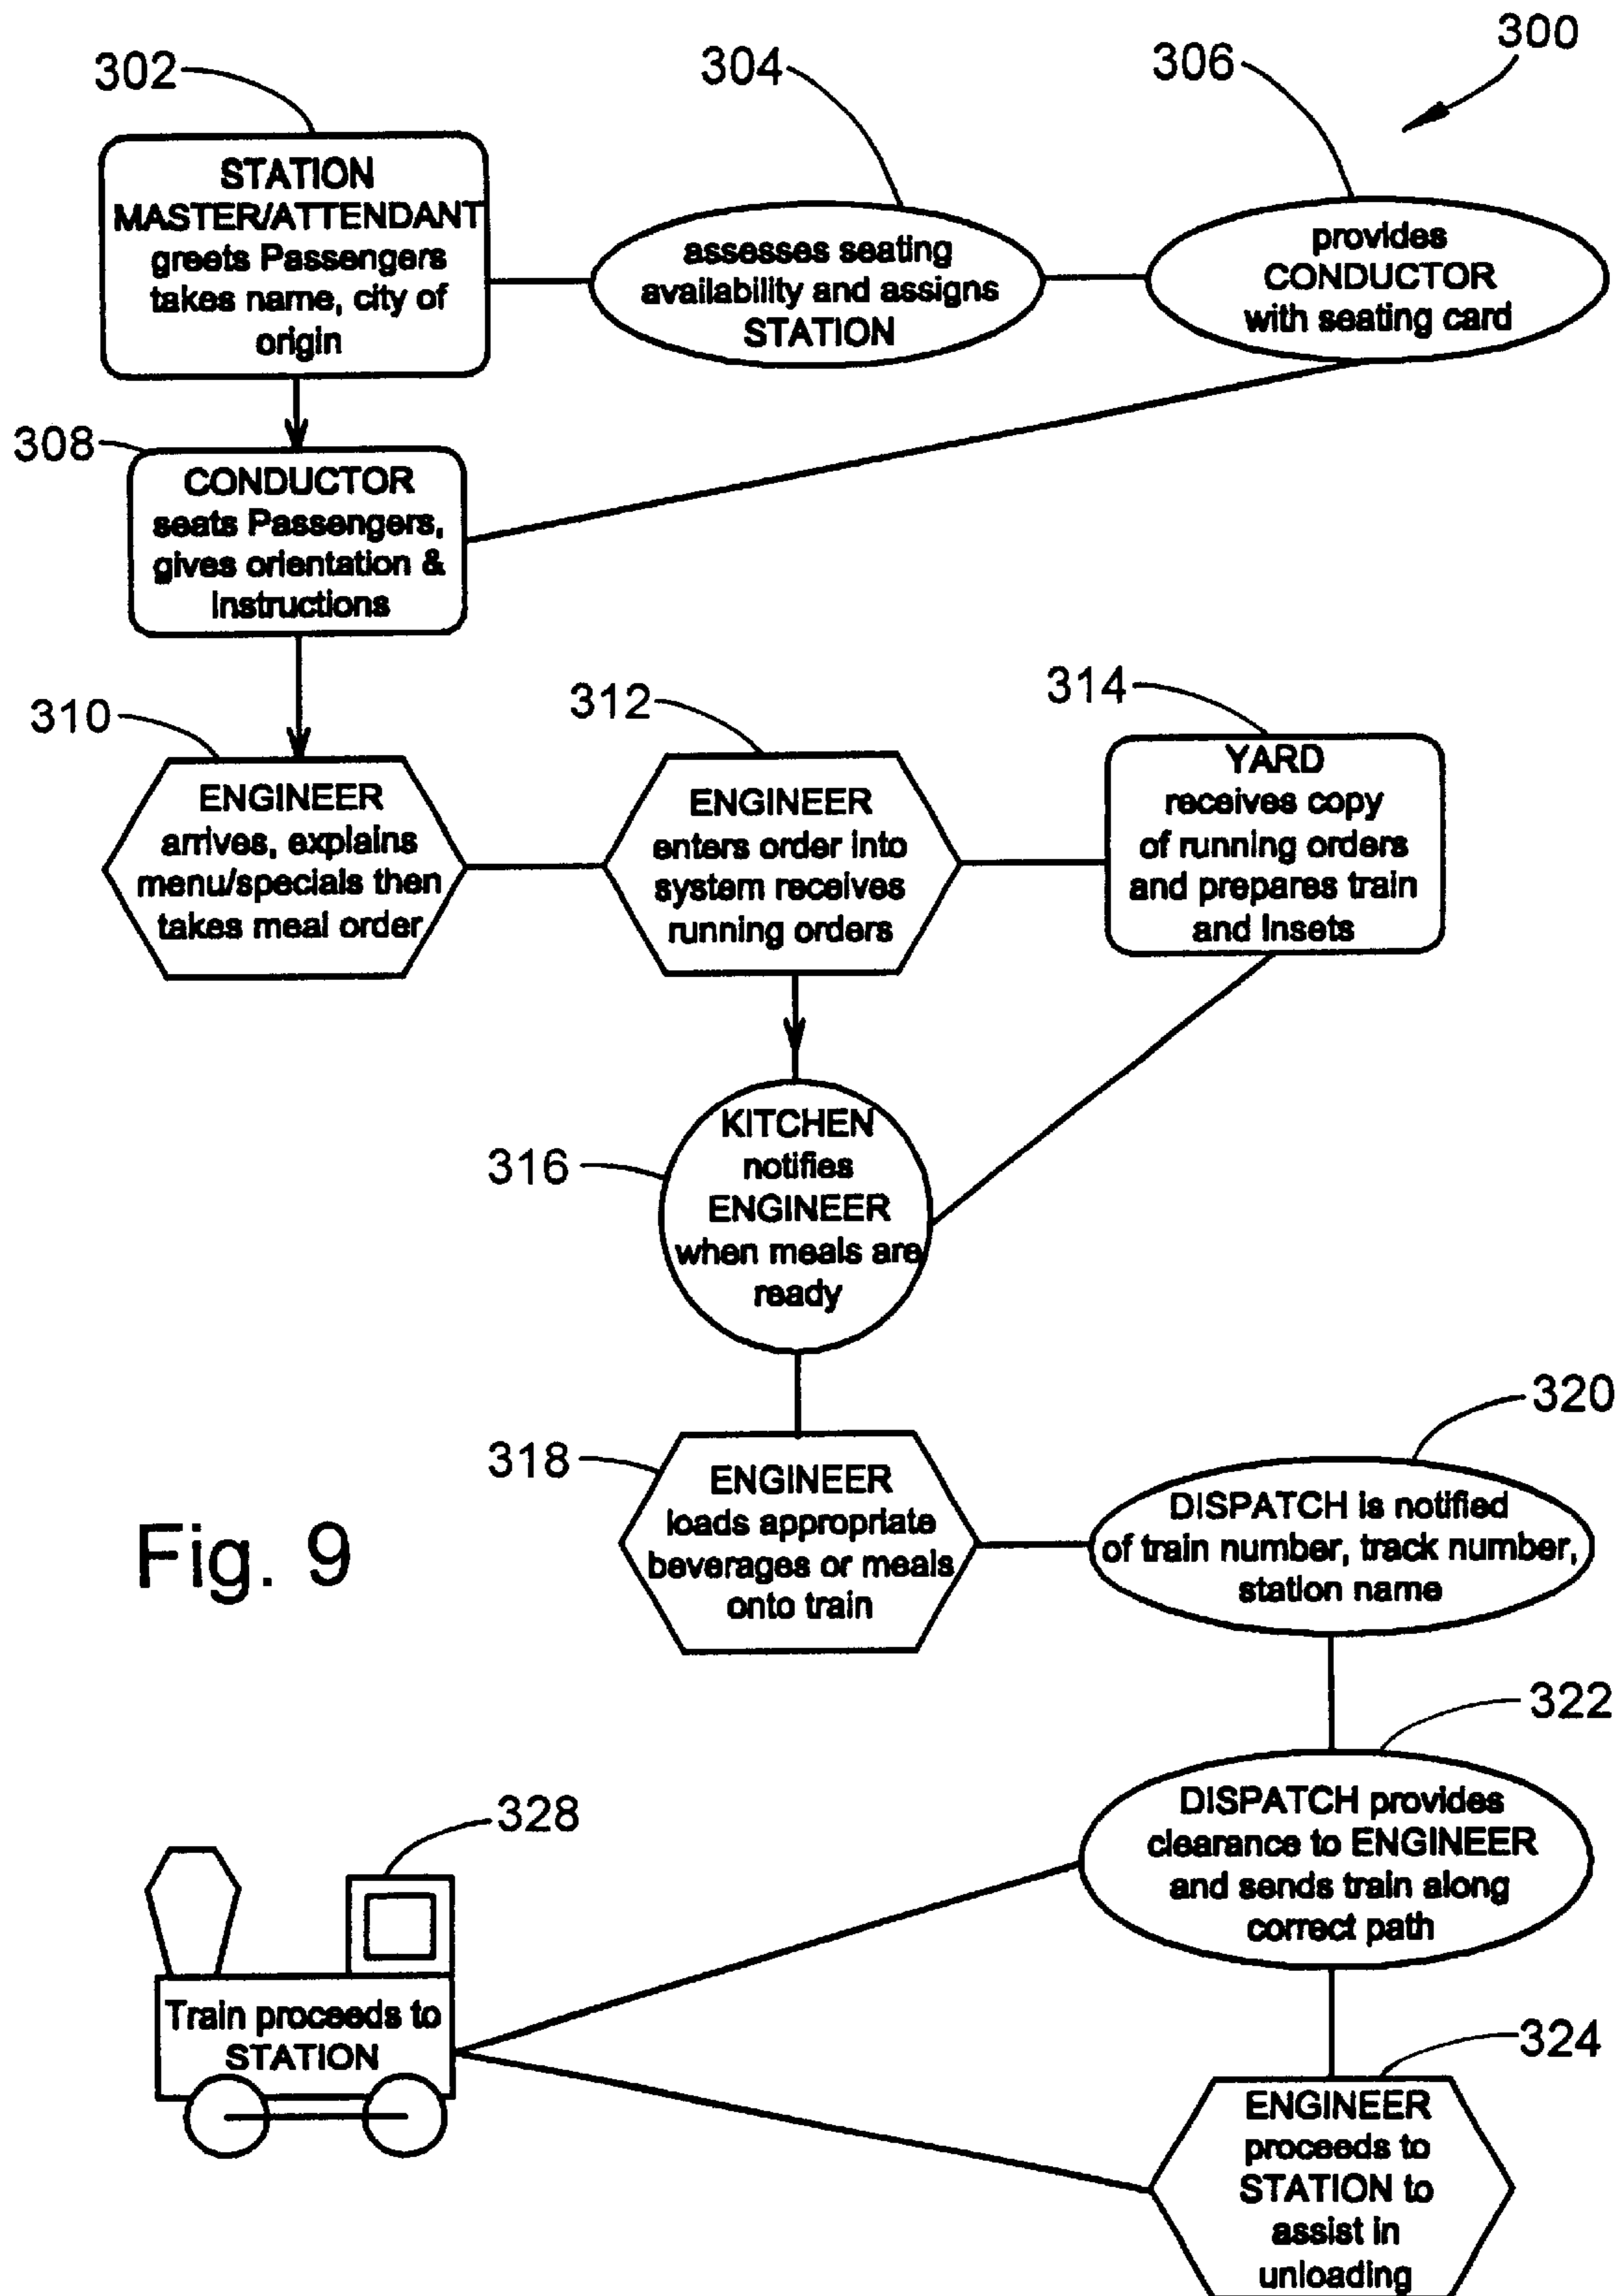 300
302
304
306
STATION
MASTER/ATTENDANT
greets Passengers
takes name, city of
origin
assesses seating
availability and assigns
STATION
provides
CONDUCTOR
with seating card
308
CONDUCTOR
seats Passengers,
gives orientation &
Instructions
310
312
314
ENGINEER
arrives, explains
menu/specials then
takes meal order
ENGINEER
enters order into
system receives
running orders
YARD
receives copy
of running orders
and prepares train
and Insets
316
KITCHEN
notifies
ENGINEER
when meals are
ready
318
ENGINEER
loads appropriate
beverages or meals
onto train
320
DISPATCH is notified
of train number, track number,
station name
Fig. 9
322
DISPATCH provides
clearance to ENGINEER
and sends train along
correct path
328
Train proceeds to
STATION
324
ENGINEER
proceeds to
STATION to
assist in
unloading